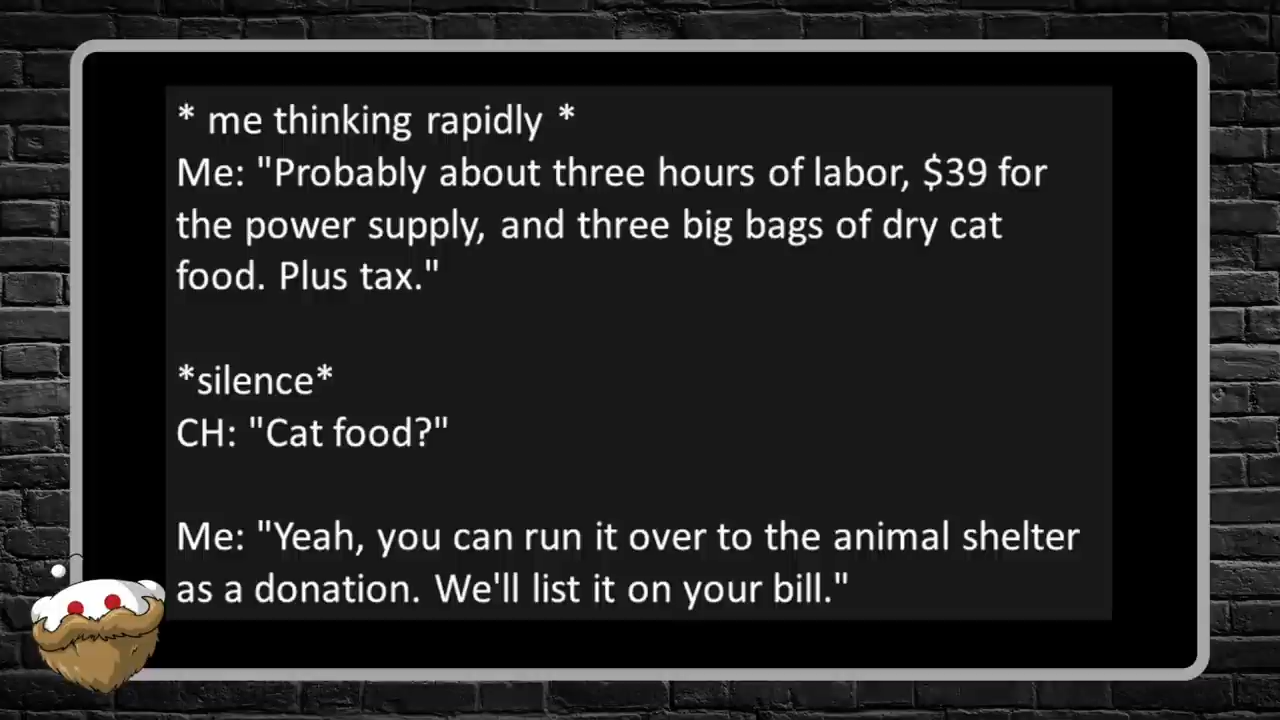 * me thinking rapidly *
Me: "Probably about three hours of labor, $39 for
the power supply, and three big bags of dry cat
food. Plus tax."
*silence*
CH: "Cat food?"
Me: "Yeah, you can run it over to the animal shelter
as a donation. We'll list it on your bill."